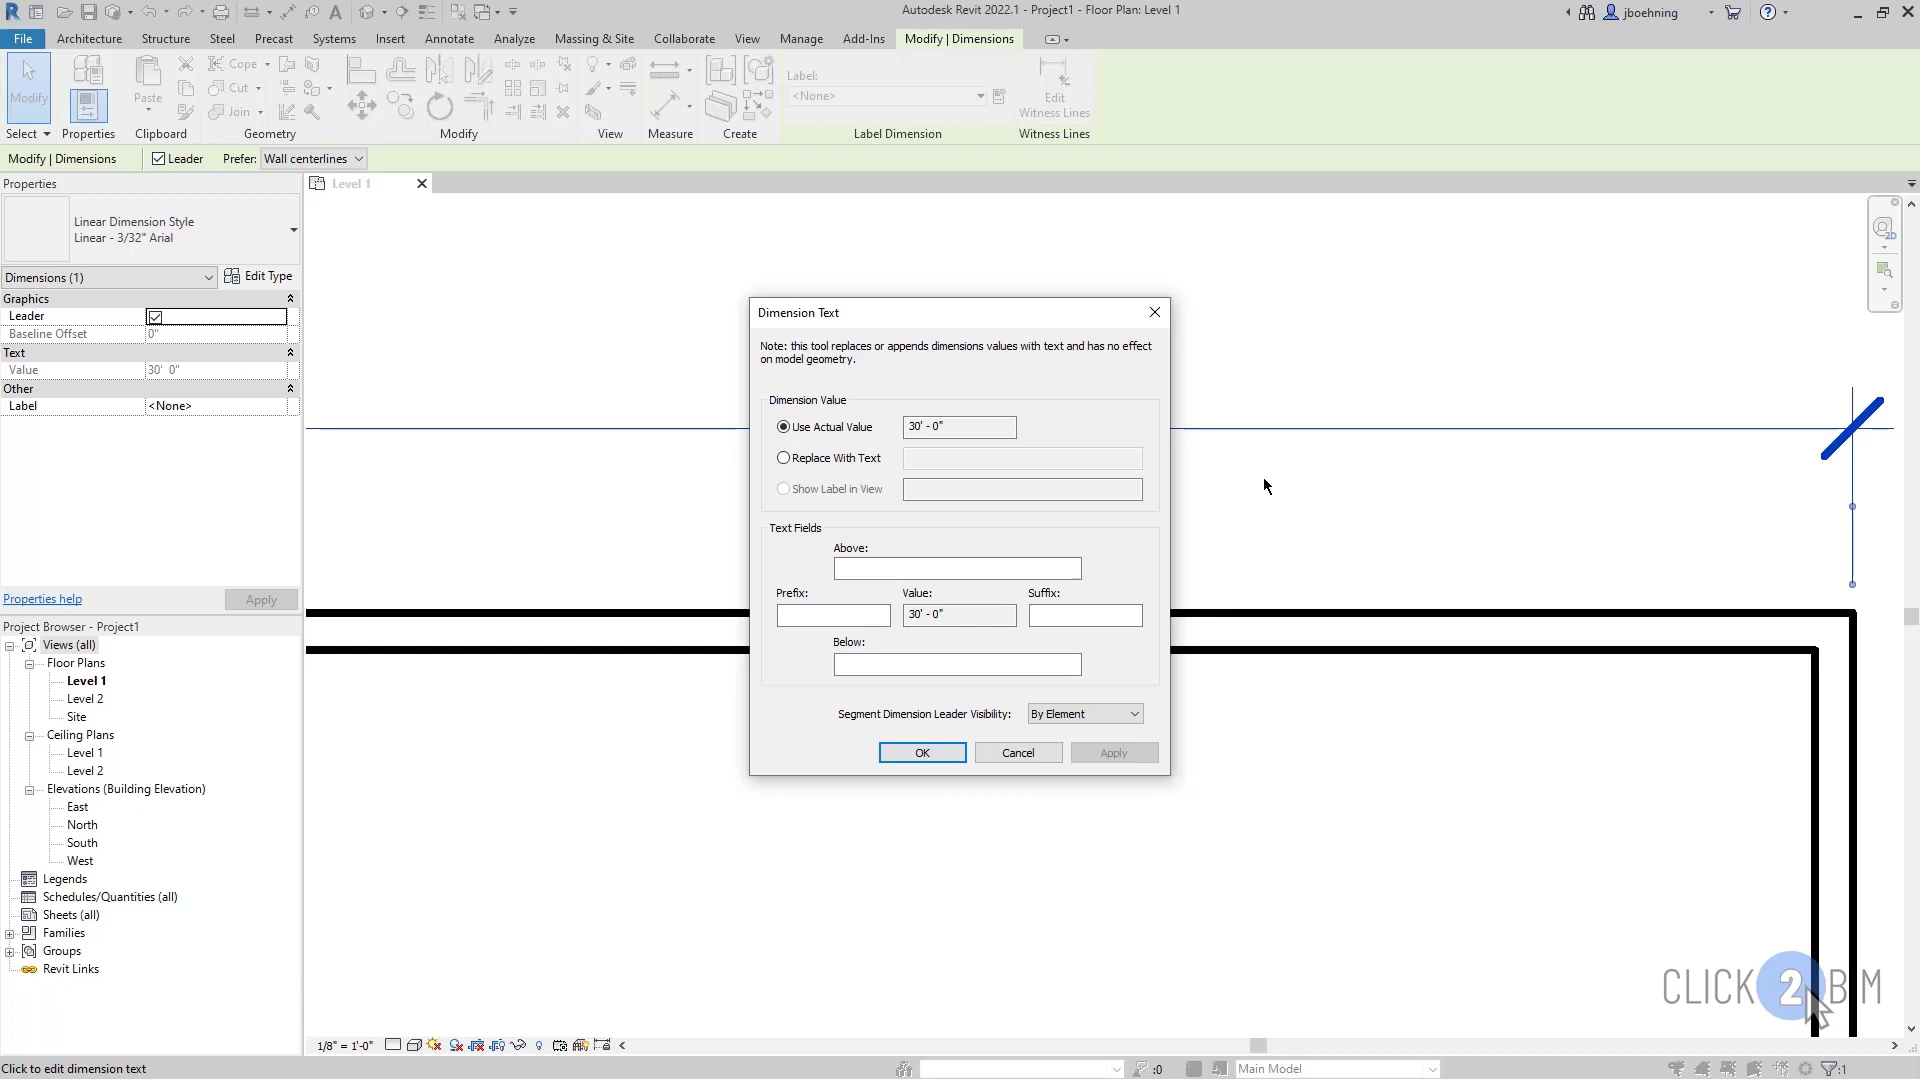 Autodesk Revit 2022.1 - Project1 - Floor Plan: Level 1
jboehning
File Architecture Structure Steel Precast Systems Insert Annotate Analyze Massing & Site Collaborate View Manage Add-Ins Modify | Dimensions
Modify
Paste
Cope
Cut
Join
Label:
<None>
Edit
Witness Lines
Select Properties Clipboard Geometry Modify View Measure Create Label Dimension Witness Lines
Modify | Dimensions Leader Prefer: Wall centerlines
Properties
Level 1
Linear Dimension Style
Linear - 3/32" Arial
Dimensions (1) Edit Type
Graphics
Leader
Baseline Offset 0"
Text
Value 30' 0"
Other
Label <None>
Properties help Apply
Project Browser - Project1
Views (all)
Floor Plans
Level 1
Level 2
Site
Ceiling Plans
Level 1
Level 2
Elevations (Building Elevation)
East
North
South
West
Legends
Schedules/Quantities (all)
Sheets (all)
Families
Groups
Revit Links
Dimension Text
Note: this tool replaces or appends dimensions values with text and has no effect
on model geometry.
Dimension Value
Use Actual Value 30' - 0"
Replace With Text
Show Label in View
Text Fields
Above:
Prefix: Value: Suffix:
30' - 0"
Below:
Segment Dimension Leader Visibility: By Element
OK Cancel Apply
2D
CLICK 2 BIM
1/8" = 1'-0"
Click to edit dimension text
:0
Main Model
:1